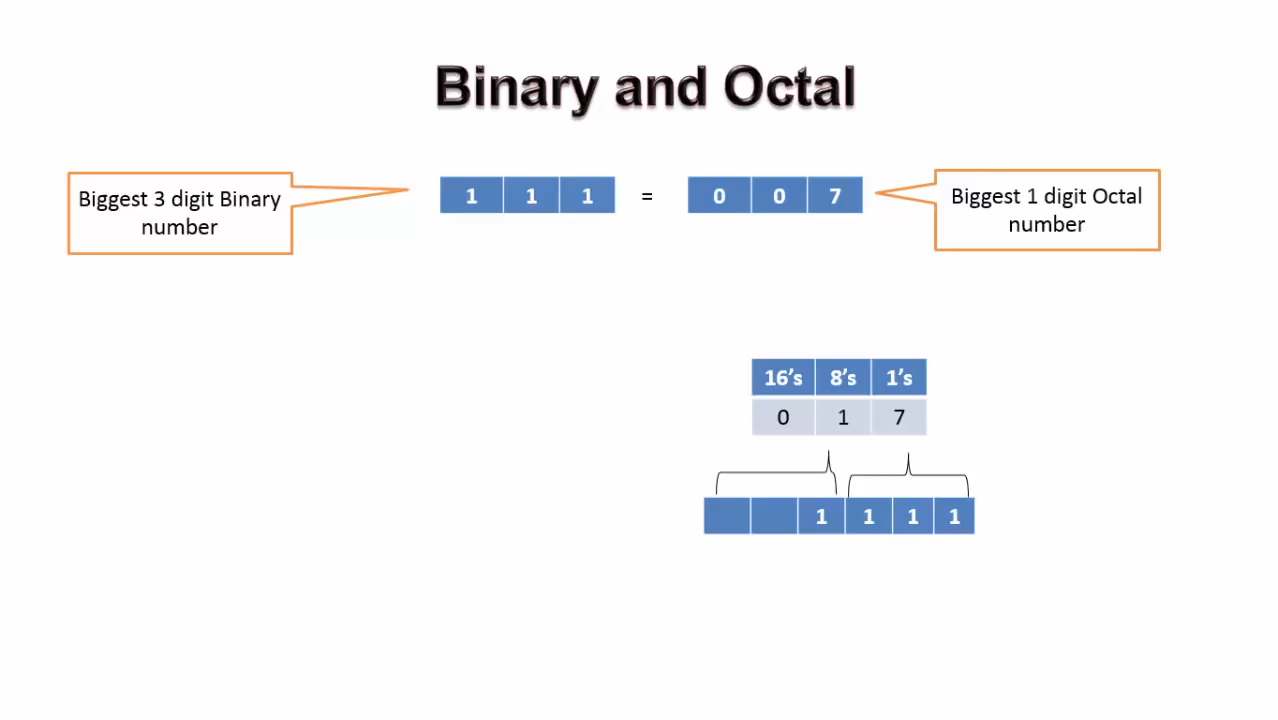 Binary and Octal
Biggest 3 digit Binary
number
1 1 1 = 0 0 7
Biggest 1 digit Octal
number
16’s 8’s 1’s
0 1 7
1 1 1 1